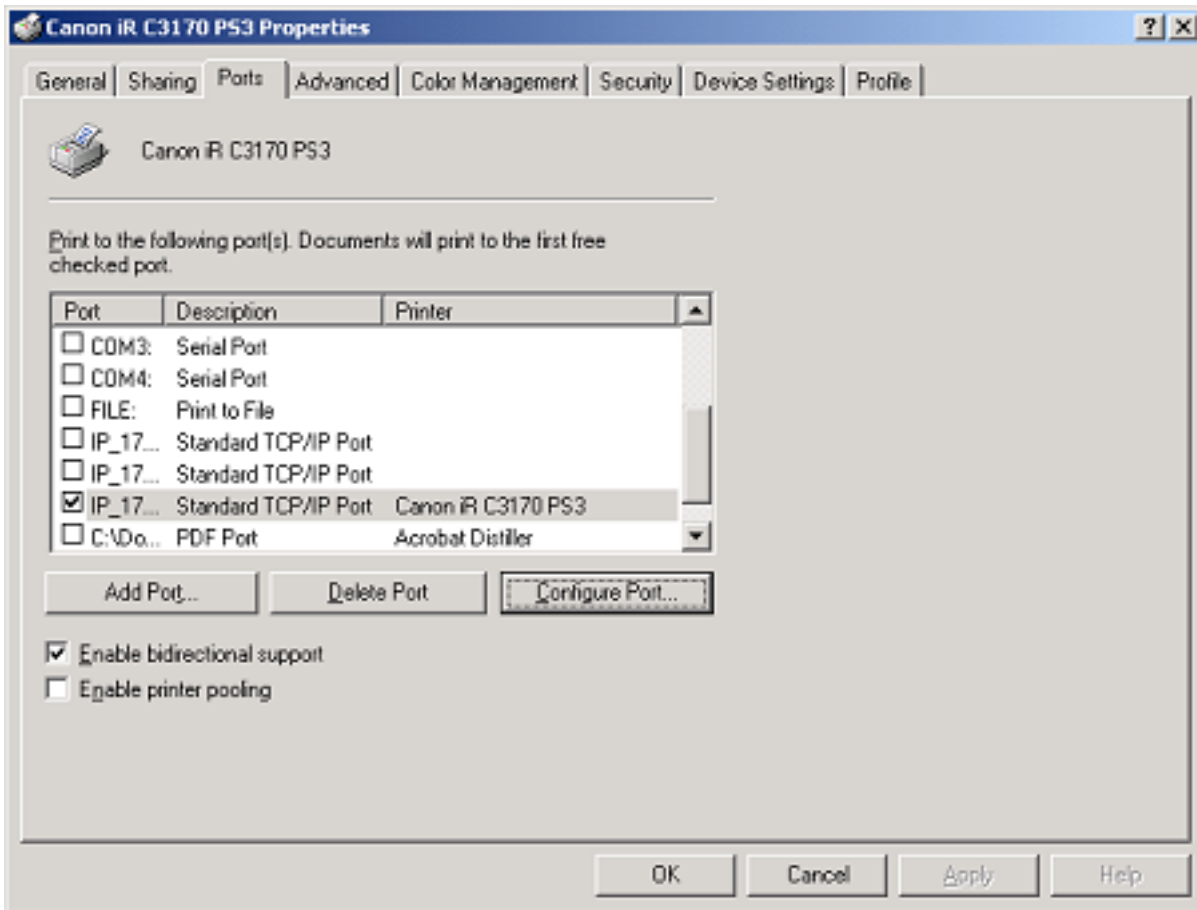 Canon iR C3170 PS3 Properties
General Sharing Ports Advanced Color Management Security Device Settings Profile
Canon iR C3170 PS3
Print to the following port(s). Documents will print to the first free
checked port.
Port Description Printer
COM3: Serial Port
COM4: Serial Port
FILE: Print to File
IP_17... Standard TCP/IP Port
IP_17... Standard TCP/IP Port
IP_17... Standard TCP/IP Port Canon iR C3170 PS3
C:\Do... PDF Port Acrobat Distiller
Add Port... Delete Port Configure Port...
Enable bidirectional support
Enable printer pooling
OK Cancel Apply Help